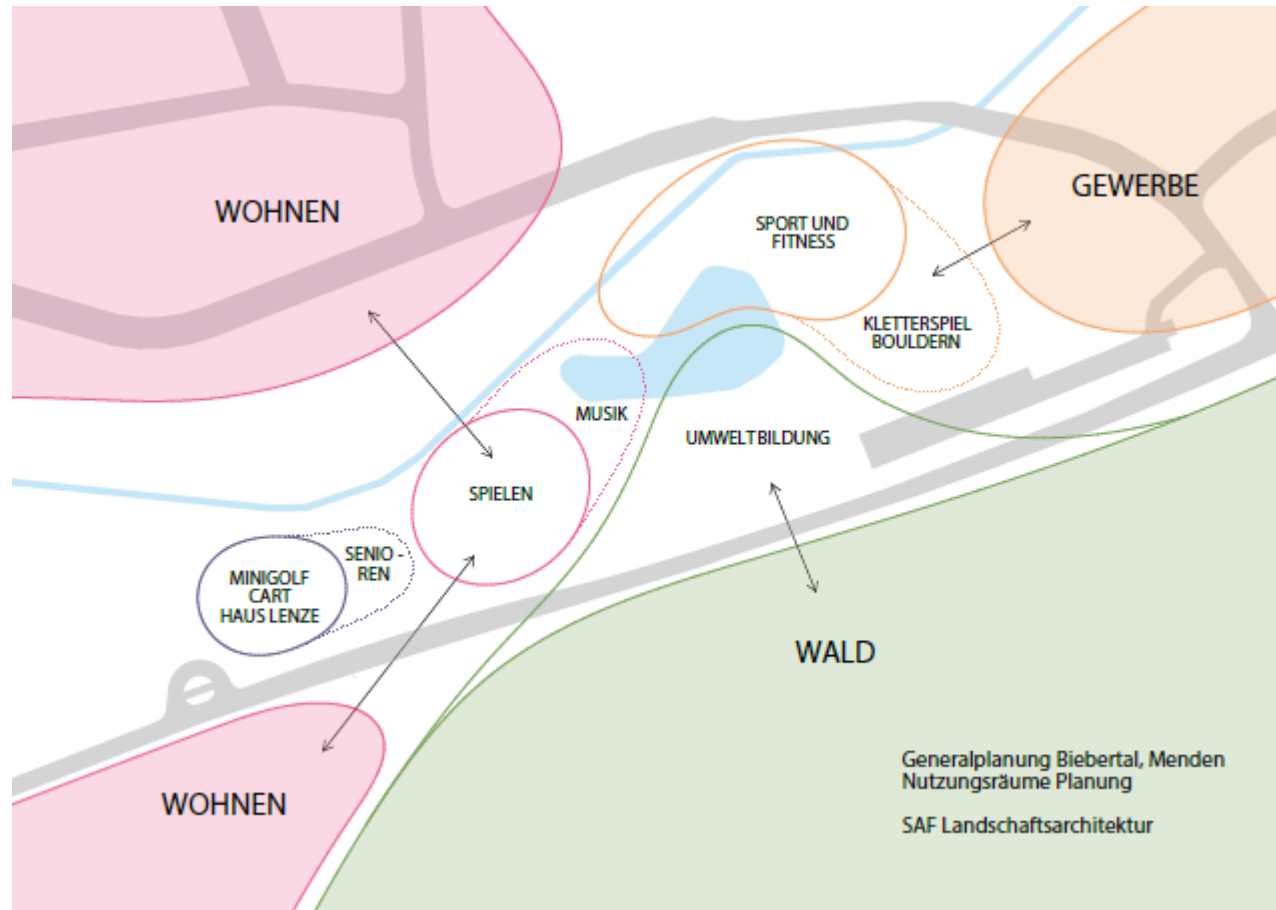 WOHNEN
GEWERBE
SPORT UND
FITNESS
KLETTERSPIEL
BOULDERN
MUSIK
UMWELTBILDUNG
SPIELEN
SENIO -
REN
MINIGOLF
CART
HAUS LENZE
WALD
WOHNEN
Generalplanung Biebertal, Menden
Nutzungsräume Planung
SAF Landschaftsarchitektur